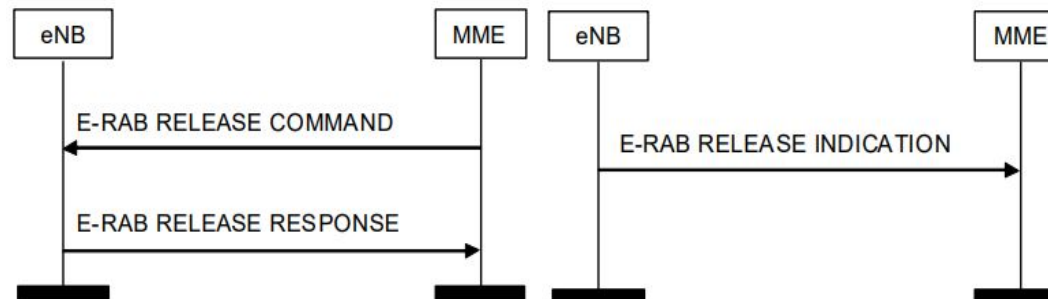 eNB
MME
E-RAB RELEASE COMMAND
E-RAB RELEASE RESPONSE
eNB
MME
E-RAB RELEASE INDICATION